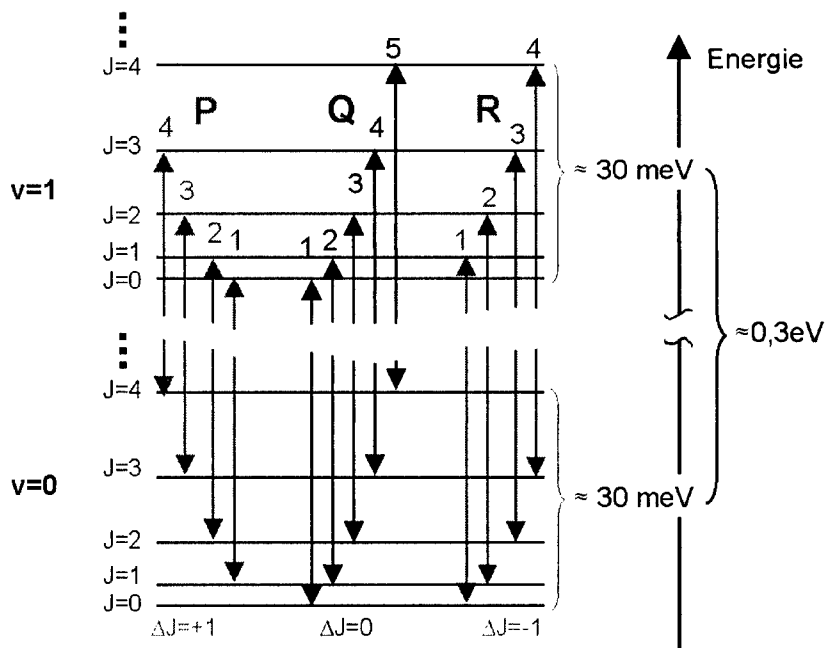 5 4
J=4
Energie
P Q R
4 4 3
J=3
≈ 30 meV
v=1
3 3 2
J=2
2 1 1 2 1
J=1
J=0
≈0,3eV
J=4
J=3
v=0
≈ 30 meV
J=2
J=1
J=0
ΔJ=+1 ΔJ=0 ΔJ=-1